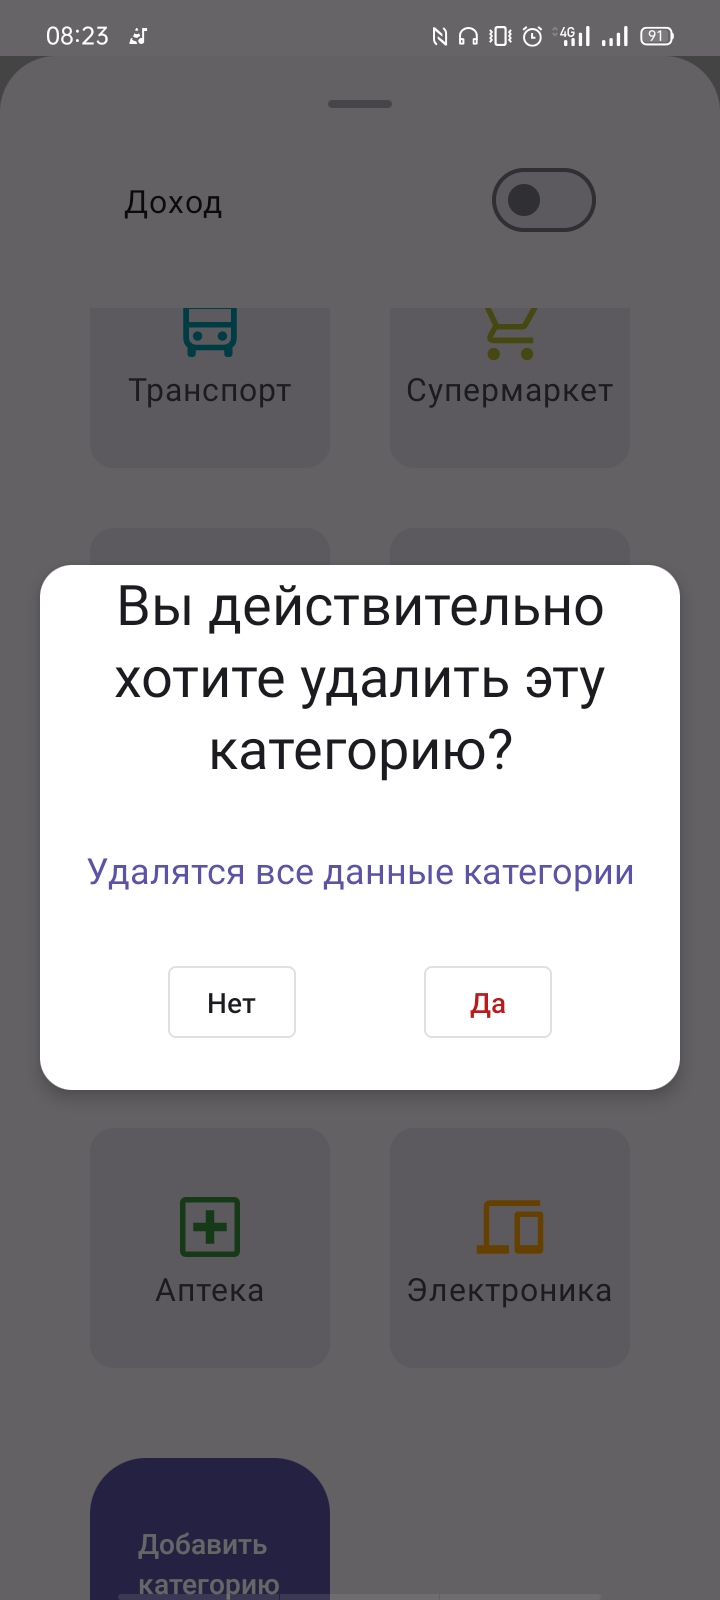 08:23
4G
91
Доход
Транспорт
Супермаркет
Вы действительно
хотите удалить эту
категорию?
Удалятся все данные категории
Нет
Да
Аптека
Электроника
Добавить
категорию